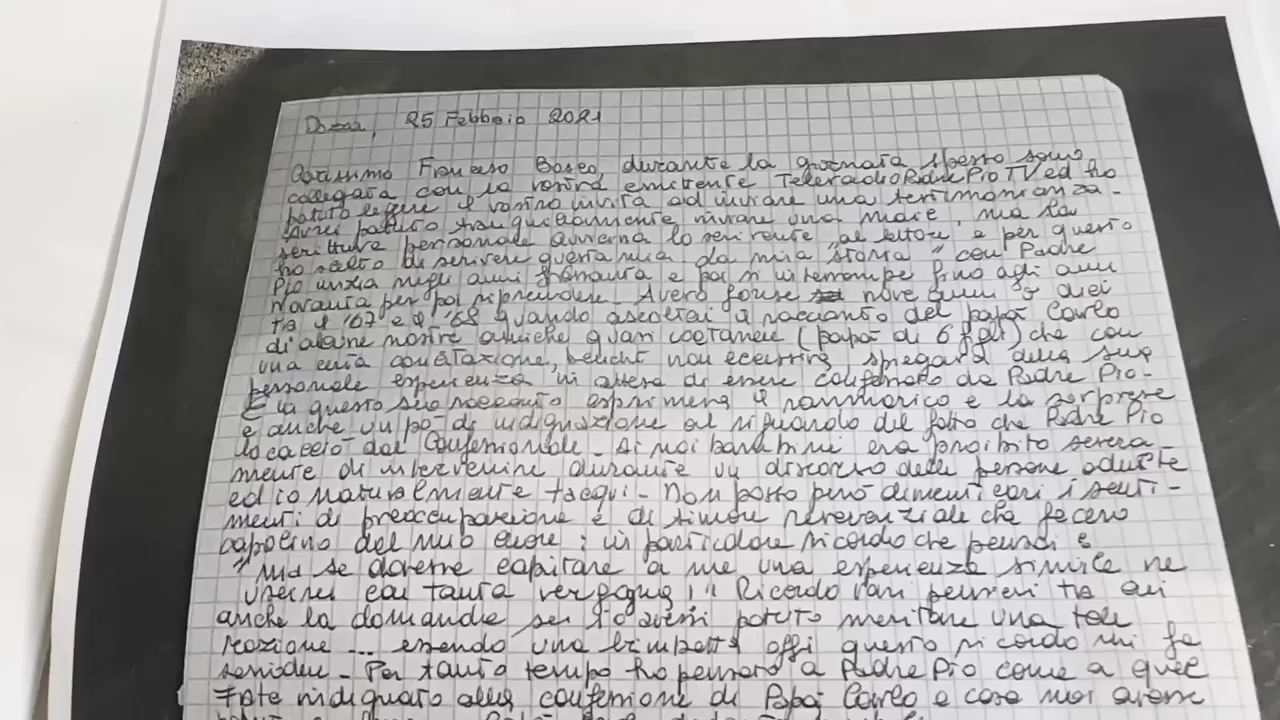 25 Febbraio 2021
Carissimo Francesco Bosco, durante la giornata spesso sono
collegata con la vostra emittente TeleradioPadrePioTV ed ho
potuto leggere il vostro invito ad inviare una testimonianza.
Avrei potuto tranquillamente inviare una mail, ma la
scrittura personale avvicina lo scrivente "al lettore" e per questo
ho scelto di scrivere questa mia. La mia storia " con Padre
Pio inizia negli anni sessanta e poi si interrompe fino agli anni
Novanta per poi riprendere. Avevo forse nove anni o dieci
tra il '67 e il '68 quando ascoltai il racconto del papà Carlo
di alcune nostre amiche quasi coetanee (papà di 6 figli) che con
una certa concitazione, benché non eccessiva, spiegava della sua
personale esperienza in attesa di essere confessato da Padre Pio.
E in questo suo racconto esprimeva il rammarico e la sorpresa
e anche un po' di indignazione al riguardo del fatto che Padre Pio
lo cacciò dal Confessionale. A noi bambini era proibito severa-
mente di intervenire durante un discorso delle persone adulte
ed io naturalmente tacqui. Non posso però dimenticare i senti-
menti di preoccupazione e di timore reverenziale che fecero
capolino dal mio cuore: in particolare ricordo che pensai:
"Ma se dovesse capitare a me una esperienza simile ne
uscirei con tanta vergogna". Ricordo vari pensieri tra cui
anche la domanda se io avessi potuto meritare una tale
reazione ... essendo una bimbetta oggi questo ricordo mi fa
sorridere. Per tanto tempo ho pensato a Padre Pio come a quel
Frate indignato alla confessione di Papà Carlo e cosa mai avesse